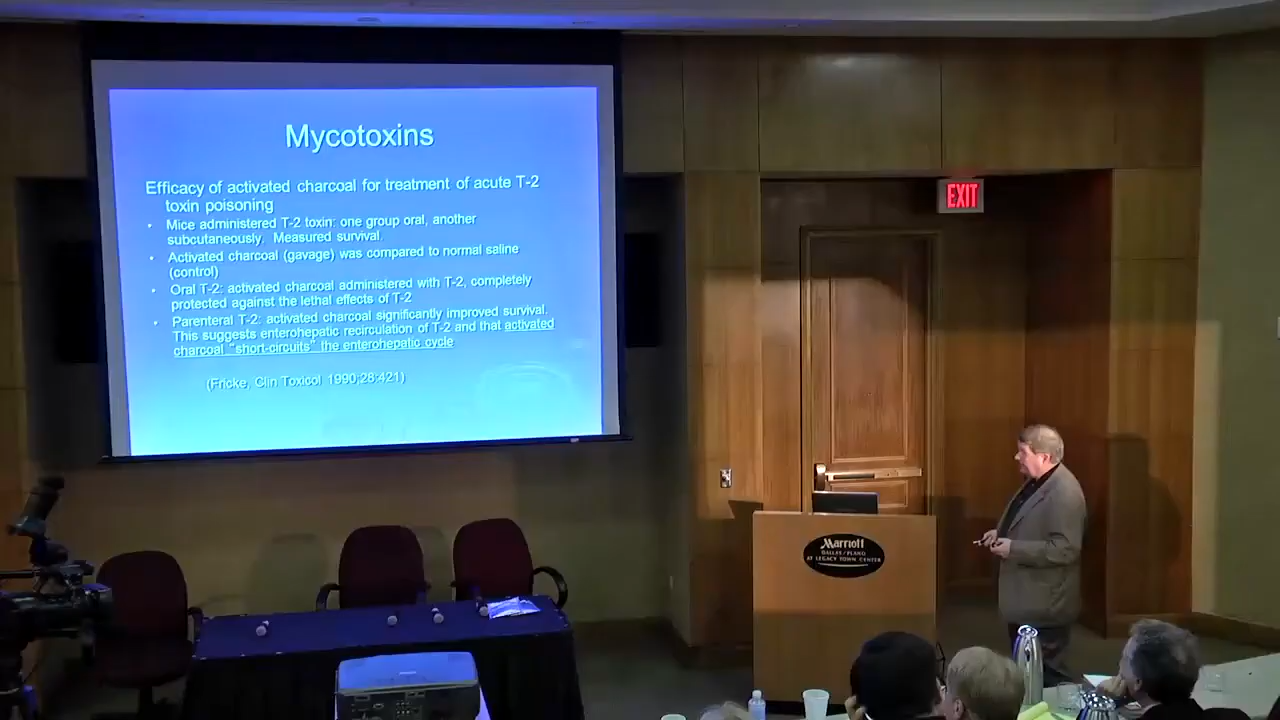 Mycotoxins
Efficacy of activated charcoal for treatment of acute T-2
toxin poisoning
• Mice administered T-2 toxin: one group oral, another
subcutaneously. Measured survival.
• Activated charcoal (gavage) was compared to normal saline
(control)
• Oral T-2: activated charcoal administered with T-2, completely
protected against the lethal effects of T-2
• Parenteral T-2: activated charcoal significantly improved survival.
This suggests enterohepatic recirculation of T-2 and that activated
charcoal "short-circuits" the enterohepatic cycle
(Fricke, Clin Toxicol 1990;28:421)
EXIT
Marriott
DALLAS/PLANO
AT LEGACY TOWN CENTER